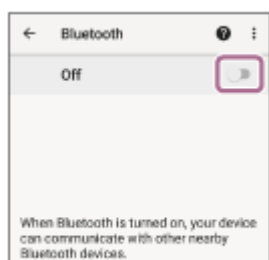 Bluetooth
Off
When Bluetooth is turned on, your device
can communicate with other nearby
Bluetooth devices.